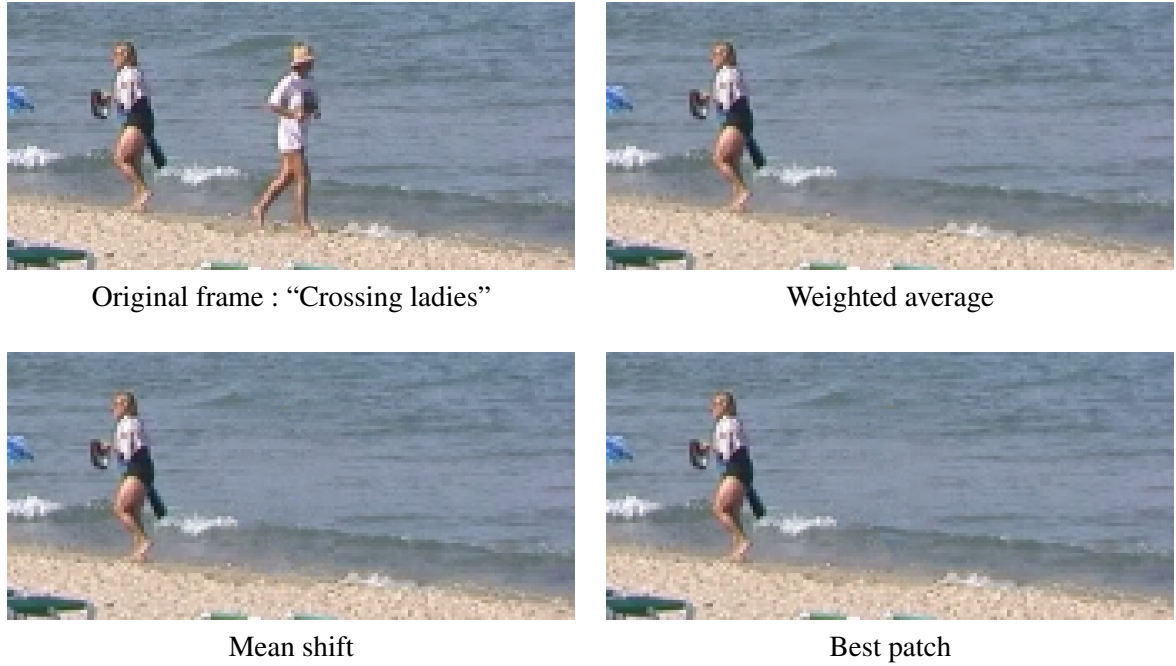 Original frame : “Crossing ladies”
Weighted average
Mean shift
Best patch